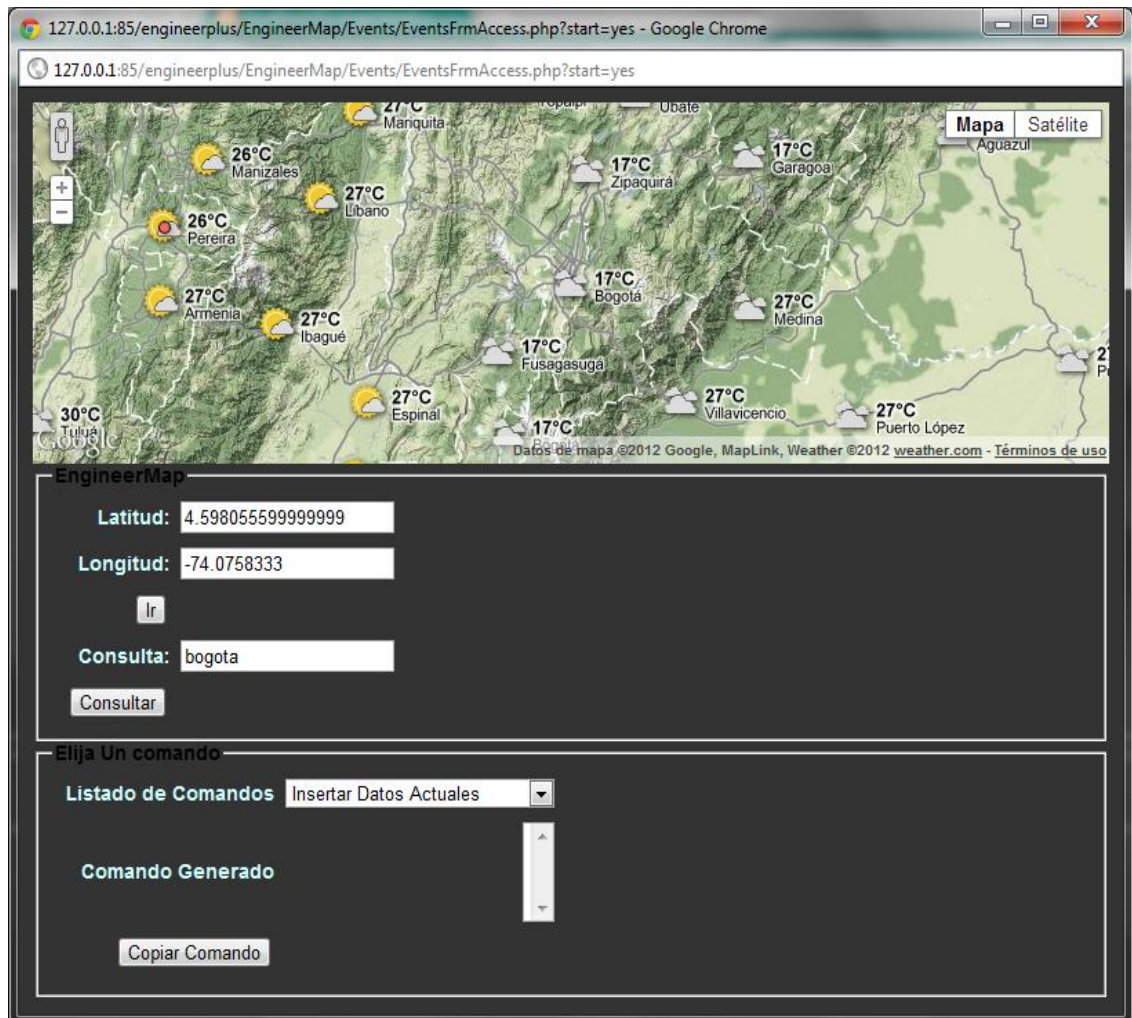 127.0.0.1:85/engineerplus/EngineerMap/Events/EventsFrmAccess.php?start=yes - Google Chrome
127.0.0.1:85/engineerplus/EngineerMap/Events/EventsFrmAccess.php?start=yes
27°C
Mariquita
Ubaté
Mapa
Satélite
Aguazul
26°C
Manizales
17°C
Zipaquirá
17°C
Garagoa
27°C
Líbano
26°C
Pereira
17°C
Bogotá
27°C
Armenia
27°C
Medina
27°C
Ibagué
17°C
Fusagasugá
27°C
Espinal
27°C
Villavicencio
27°C
Puerto López
30°C
Tuluá
17°C
Google
Datos de mapa ©2012 Google, MapLink, Weather ©2012 weather.com - Términos de uso
EngineerMap
Latitud: 4.598055599999999
Longitud: -74.0758333
Ir
Consulta: bogota
Consultar
Elija Un comando
Listado de Comandos Insertar Datos Actuales
Comando Generado
Copiar Comando